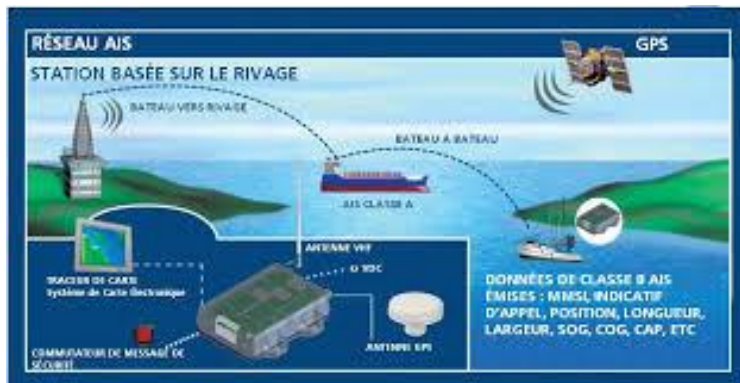 RÉSEAU AIS
GPS
STATION BASÉE SUR LE RIVAGE
BATEAU VERS RIVAGE
BATEAU A BATEAU
AIS CLASSE A
ANTENNE VHF
12 VDC
TRACEUR DE CARTE
Système de Carte Électronique
ANTENNE GPS
COMMUTATEUR DE MESSAGE DE
SÉCURITÉ
DONNÉES DE CLASSE B AIS
ÉMISES : MMSI, INDICATIF
D'APPEL, POSITION, LONGUEUR,
LARGEUR, SOG, COG, CAP, ETC